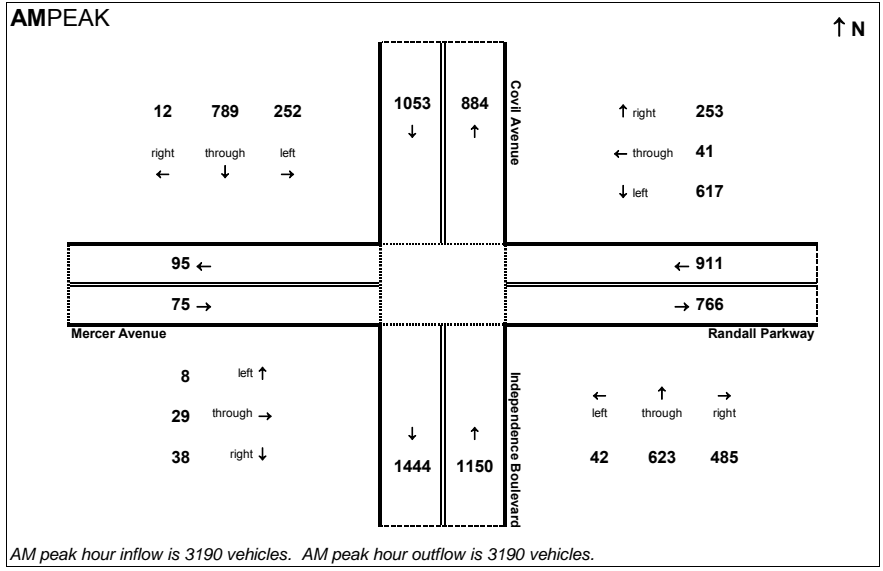 AMPEAK
↑ N
12 789 252
right through left
← ↓ →
1053 884
↓ ↑
Covil Avenue
↑ right 253
← through 41
↓ left 617
95 ←
← 911
75 →
→ 766
Mercer Avenue
Randall Parkway
8 left ↑
29 through →
38 right ↓
↓ ↑
1444 1150
Independence Boulevard
← ↑ →
left through right
42 623 485
AM peak hour inflow is 3190 vehicles. AM peak hour outflow is 3190 vehicles.